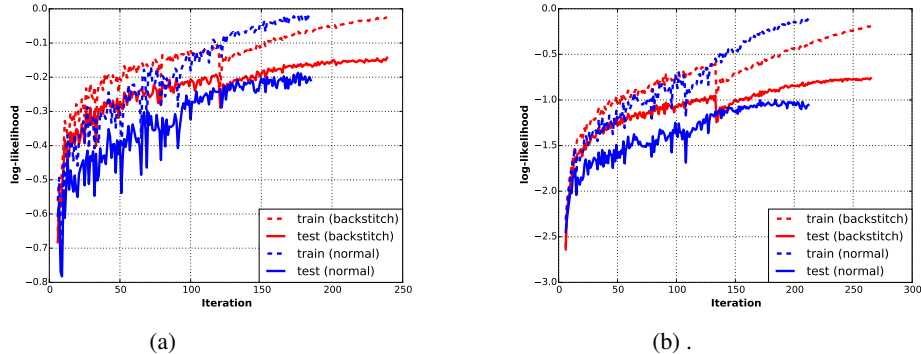 0.0
−0.1
−0.2
−0.3
−0.4
−0.5
−0.6
−0.7
−0.8
log-likelihood
0 50 100 150 200 250
Iteration
train (backstitch)
test (backstitch)
train (normal)
test (normal)
(a)
0.0
−0.5
−1.0
−1.5
−2.0
−2.5
−3.0
log-likelihood
0 50 100 150 200 250 300
Iteration
train (backstitch)
test (backstitch)
train (normal)
test (normal)
(b) .